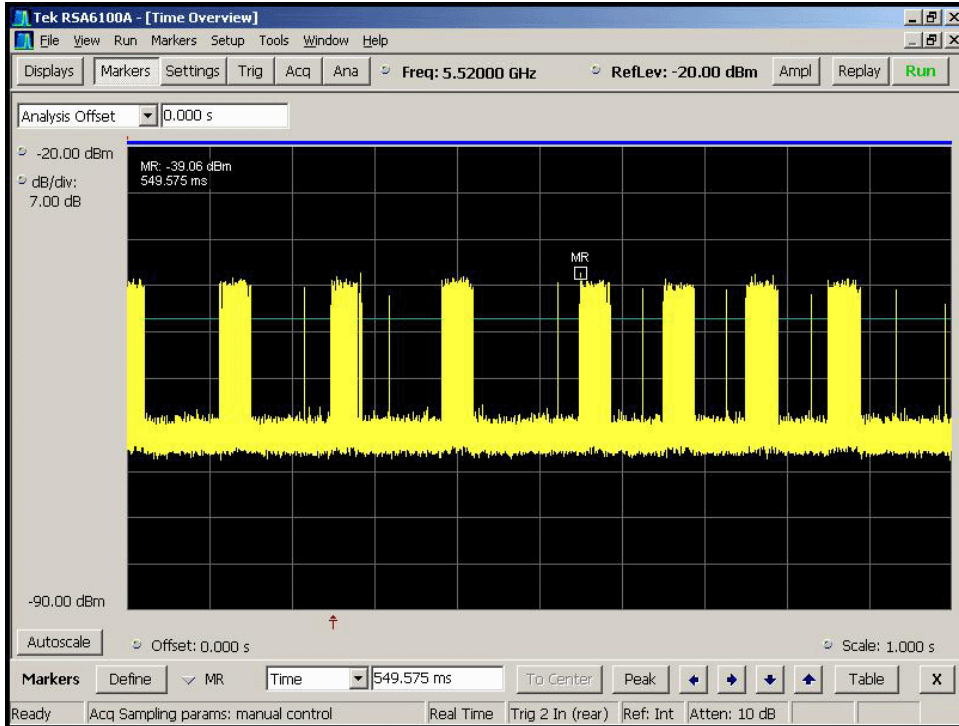 Tek RSA6100A - [Time Overview]
File View Run Markers Setup Tools Window Help
Displays Markers Settings Trig Acq Ana Freq: 5.52000 GHz RefLev: -20.00 dBm Ampl Replay Run
Analysis Offset 0.000 s
-20.00 dBm
dB/div:
7.00 dB
MR: -39.06 dBm
549.575 ms
MR
-90.00 dBm
Autoscale Offset: 0.000 s Scale: 1.000 s
Markers Define MR Time 549.575 ms To Center Peak Table X
Ready Acq Sampling params: manual control Real Time Trig 2 In (rear) Ref: Int Atten: 10 dB